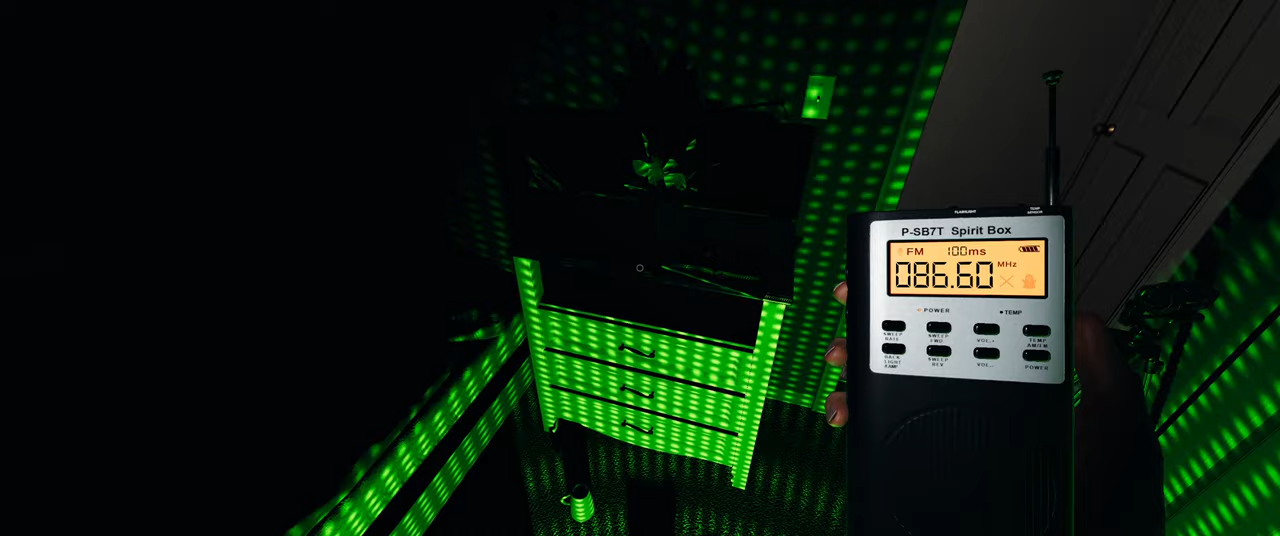 FLASHLIGHT
TEMP
SENSOR
P-SB7T Spirit Box
FM 100ms
086.60 MHz
POWER
TEMP
SWEEP
RATE
SWEEP
FWD
VOL.+
TEMP
AM/FM
BACK
LIGHT
LAMP
SWEEP
REV
VOL.-
POWER